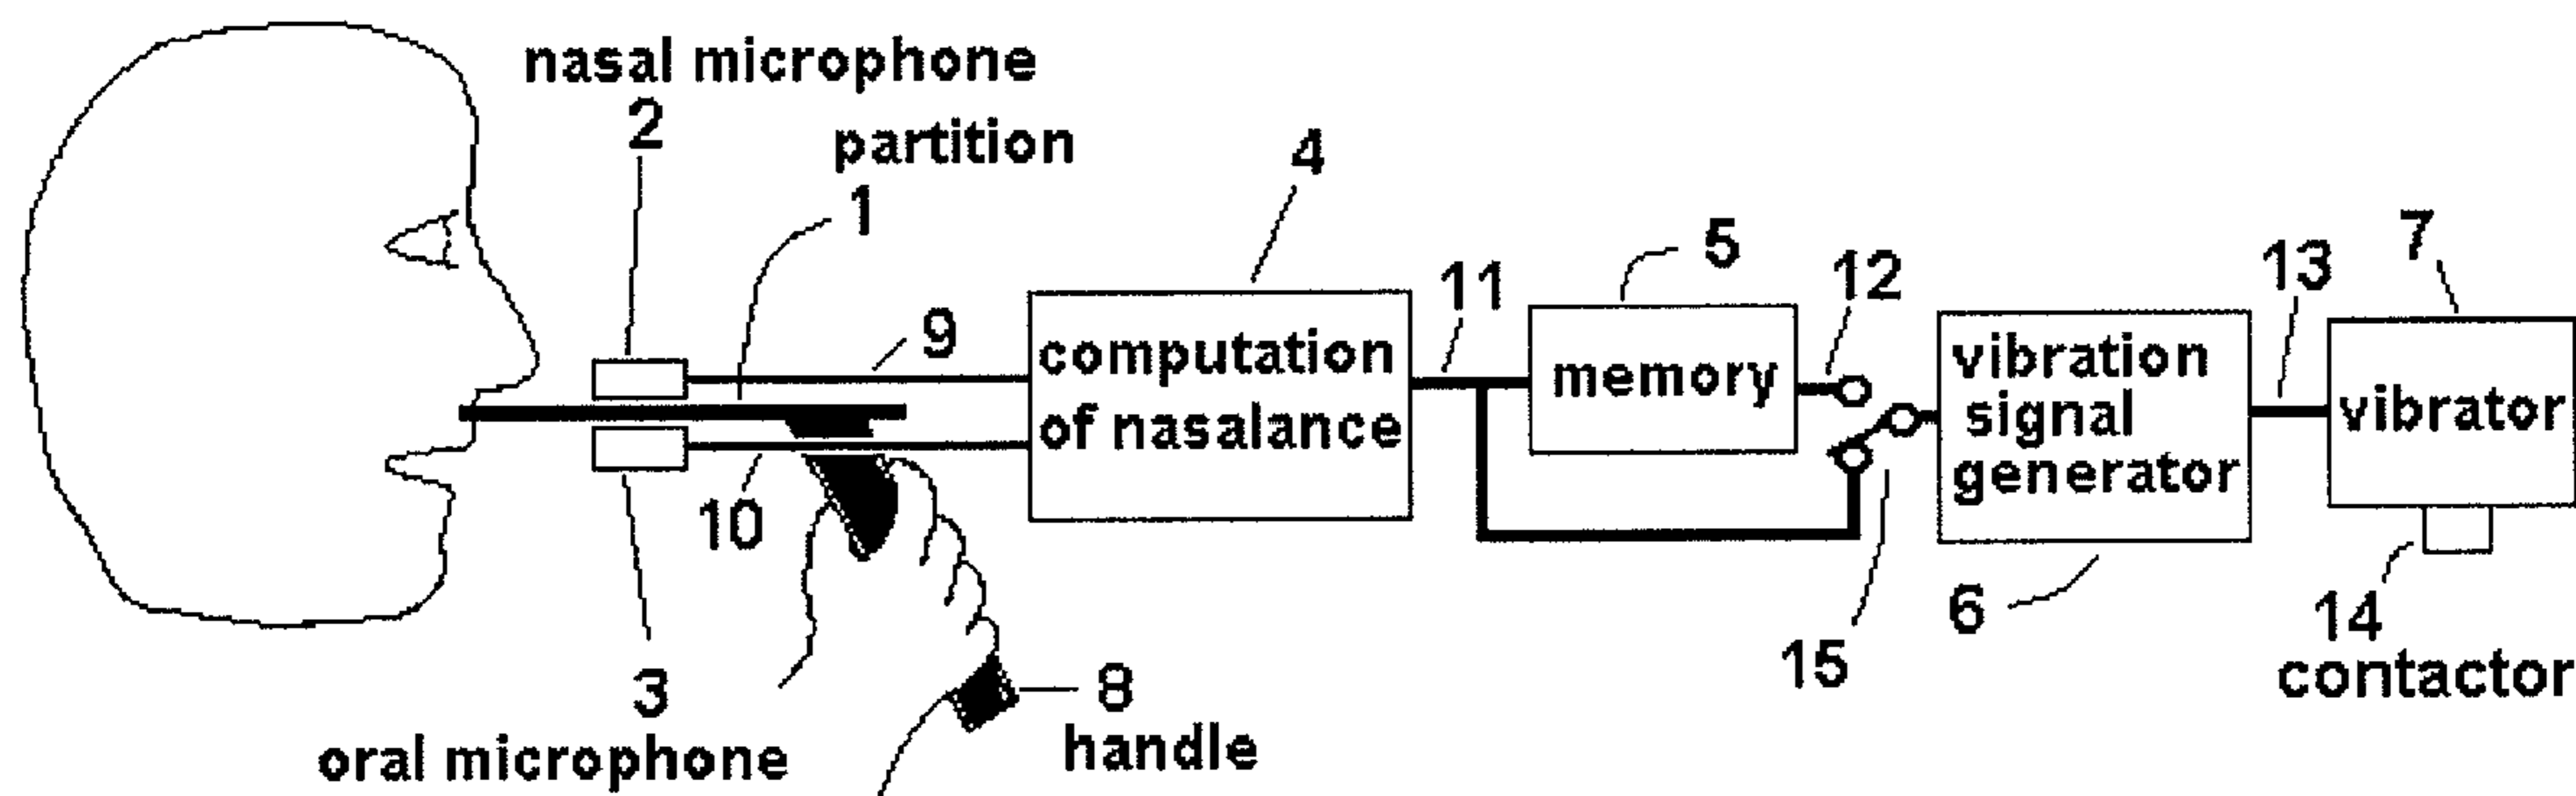 nasal microphone
2
partition
1
4
5
12
11
13
7
9
computation
of nasalance
memory
vibration
signal
generator
vibrator
10
3
oral microphone
8
handle
15
6
14
contactor